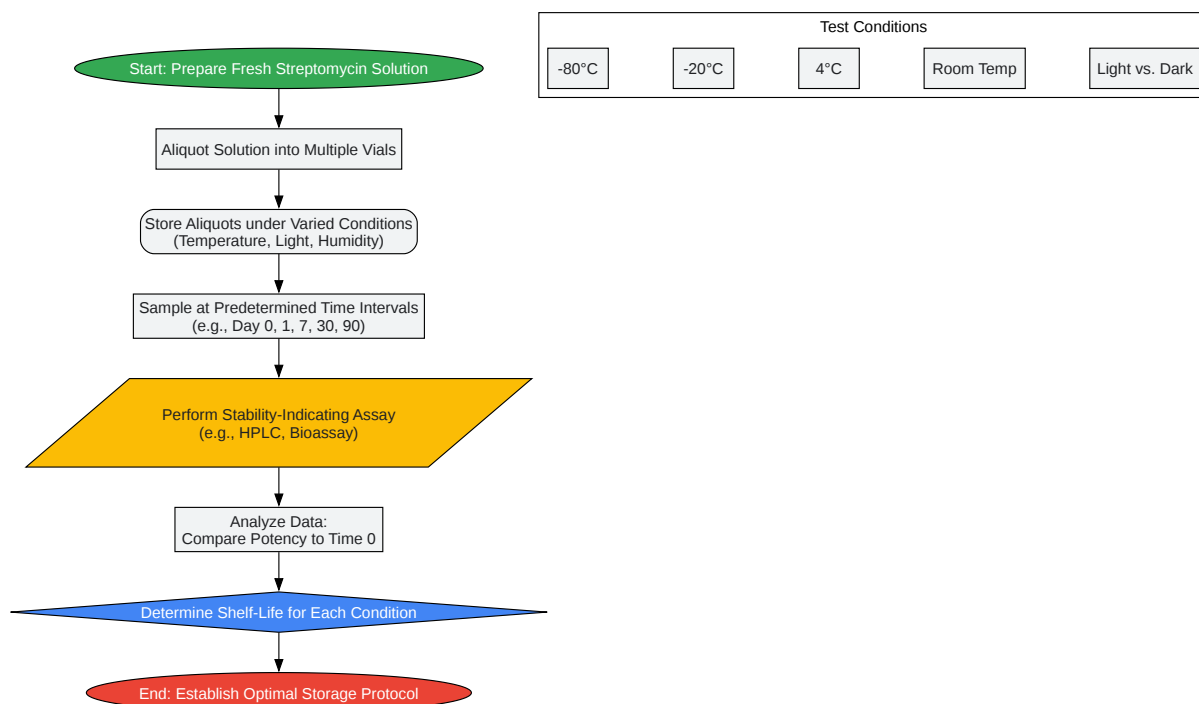 Start: Prepare Fresh Streptomycin Solution
Aliquot Solution into Multiple Vials
Store Aliquots under Varied Conditions
(Temperature, Light, Humidity)
Sample at Predetermined Time Intervals
(e.g., Day 0, 1, 7, 30, 90)
Perform Stability-Indicating Assay
(e.g., HPLC, Bioassay)
Analyze Data:
Compare Potency to Time 0
Determine Shelf-Life for Each Condition
End: Establish Optimal Storage Protocol
Test Conditions
-80°C
-20°C
4°C
Room Temp
Light vs. Dark